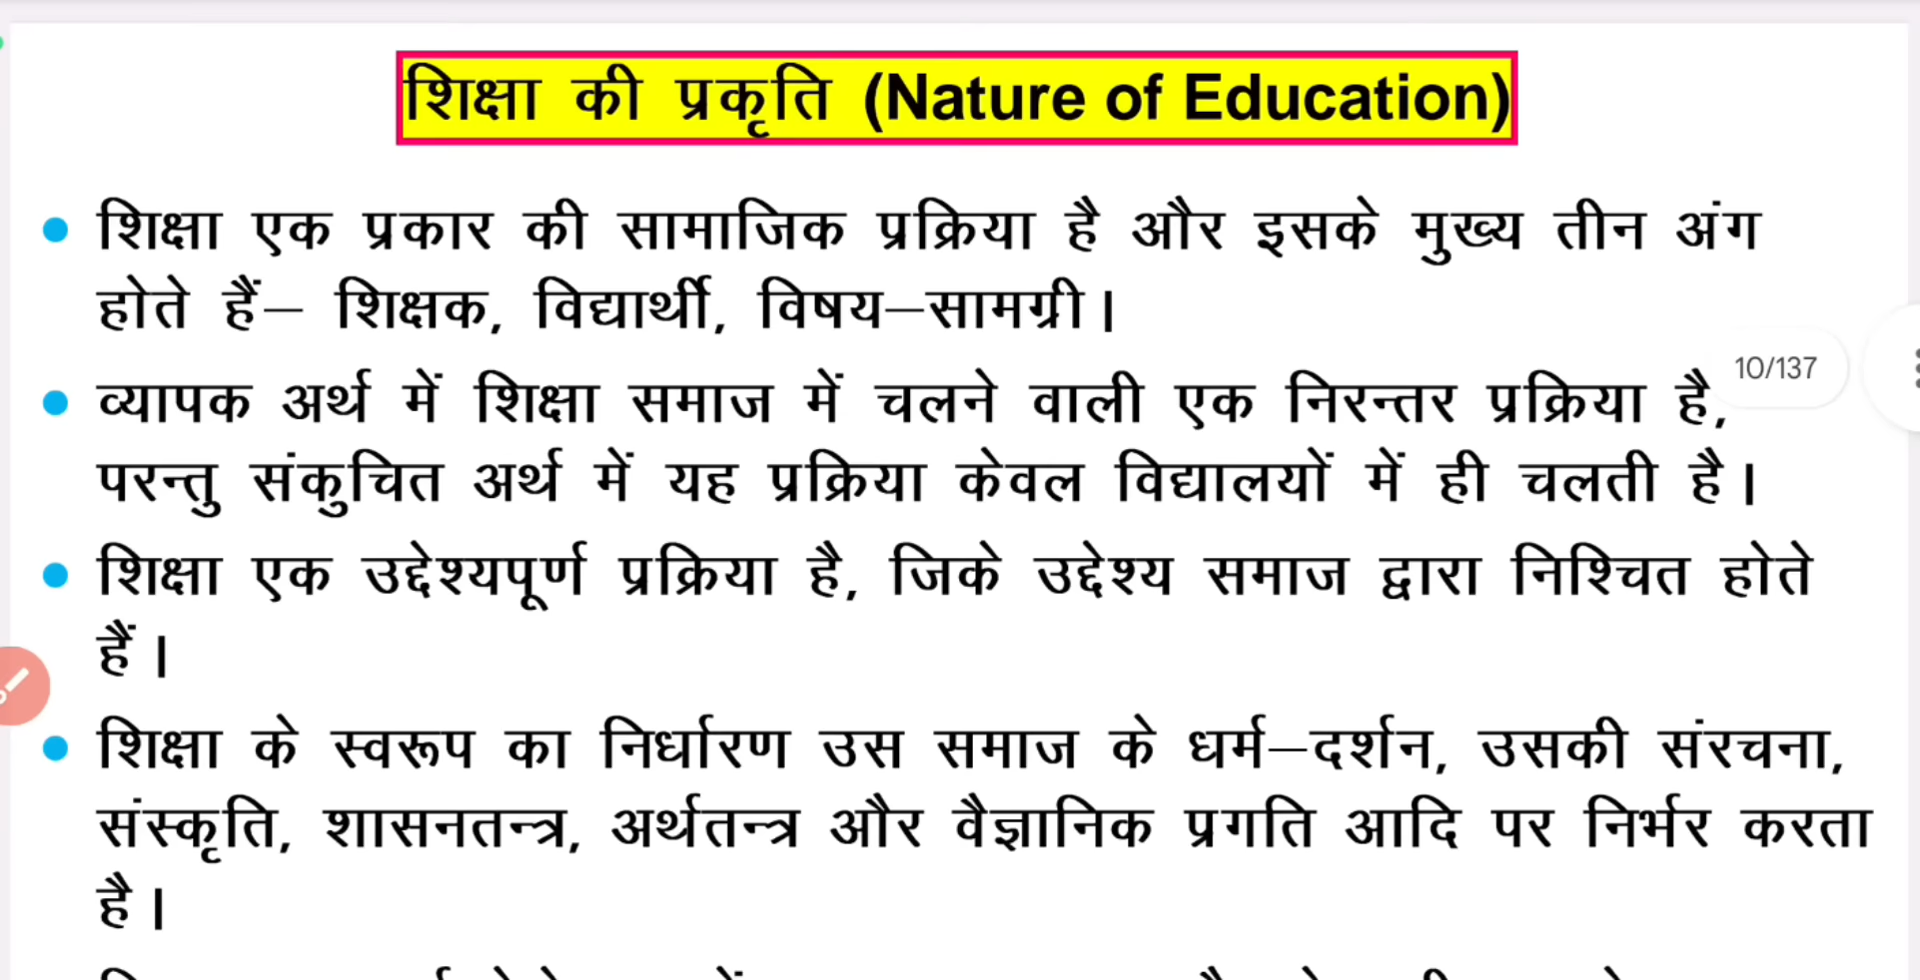 शिक्षा की प्रकृति (Nature of Education)
शिक्षा एक प्रकार की सामाजिक प्रक्रिया है और इसके मुख्य तीन अंग
होते हैं– शिक्षक, विद्यार्थी, विषय–सामग्री।
10/137
व्यापक अर्थ में शिक्षा समाज में चलने वाली एक निरन्तर प्रक्रिया है,
परन्तु संकुचित अर्थ में यह प्रक्रिया केवल विद्यालयों में ही चलती है।
शिक्षा एक उद्देश्यपूर्ण प्रक्रिया है, जिके उद्देश्य समाज द्वारा निश्चित होते
हैं।
शिक्षा के स्वरूप का निर्धारण उस समाज के धर्म–दर्शन, उसकी संरचना,
संस्कृति, शासनतन्त्र, अर्थतन्त्र और वैज्ञानिक प्रगति आदि पर निर्भर करता
है।